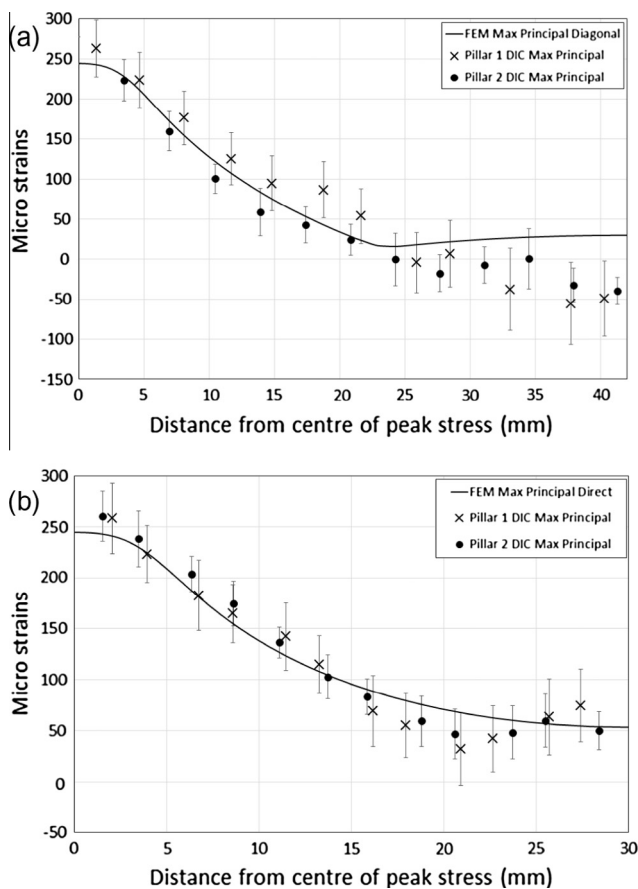 (a)
300
250
200
150
100
50
0
-50
-100
-150
Micro strains
FEM Max Principal Diagonal
Pillar 1 DIC Max Principal
Pillar 2 DIC Max Principal
0 5 10 15 20 25 30 35 40
Distance from centre of peak stress (mm)
(b)
300
250
200
150
100
50
0
-50
Micro strains
FEM Max Principal Direct
Pillar 1 DIC Max Principal
Pillar 2 DIC Max Principal
0 5 10 15 20 25 30
Distance from centre of peak stress (mm)